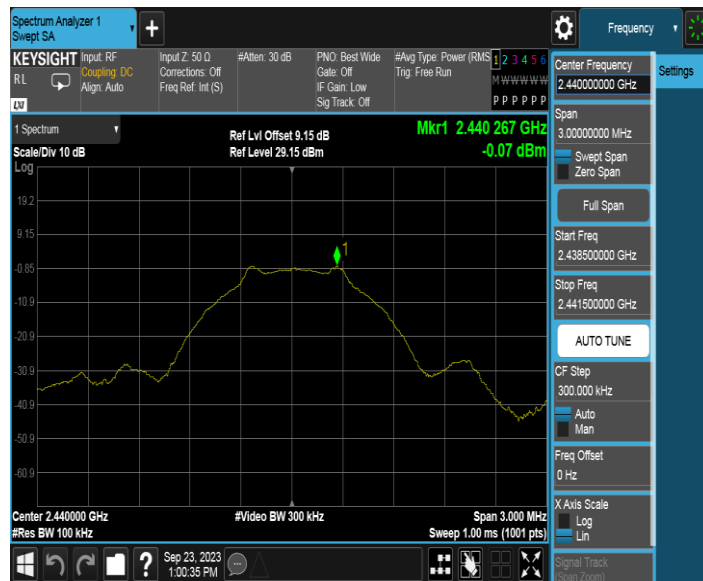 Spectrum Analyzer 1
Swept SA
Frequency
KEYSIGHT
RL
LXI
Input: RF
Coupling: DC
Align: Auto
Input Z: 50 Ω
Corrections: Off
Freq Ref: Int (S)
#Atten: 30 dB
PNO: Best Wide
Gate: Off
IF Gain: Low
Sig Track: Off
#Avg Type: Power (RMS
Trig: Free Run
1 2 3 4 5 6
M W W W W W
P P P P P P
Center Frequency
2.440000000 GHz
Settings
Span
3.00000000 MHz
Swept Span
Zero Span
Full Span
Start Freq
2.438500000 GHz
Stop Freq
2.441500000 GHz
AUTO TUNE
CF Step
300.000 kHz
Auto
Man
Freq Offset
0 Hz
X Axis Scale
Log
Lin
Signal Track
(Span Zoom)
1 Spectrum
Scale/Div 10 dB
Ref Lvl Offset 9.15 dB
Ref Level 29.15 dBm
Mkr1 2.440 267 GHz
-0.07 dBm
Log
19.2
9.15
-0.85
-10.9
-20.9
-30.9
-40.9
-50.9
-60.9
1
Center 2.440000 GHz
#Res BW 100 kHz
#Video BW 300 kHz
Span 3.000 MHz
Sweep 1.00 ms (1001 pts)
Sep 23, 2023
1:00:35 PM